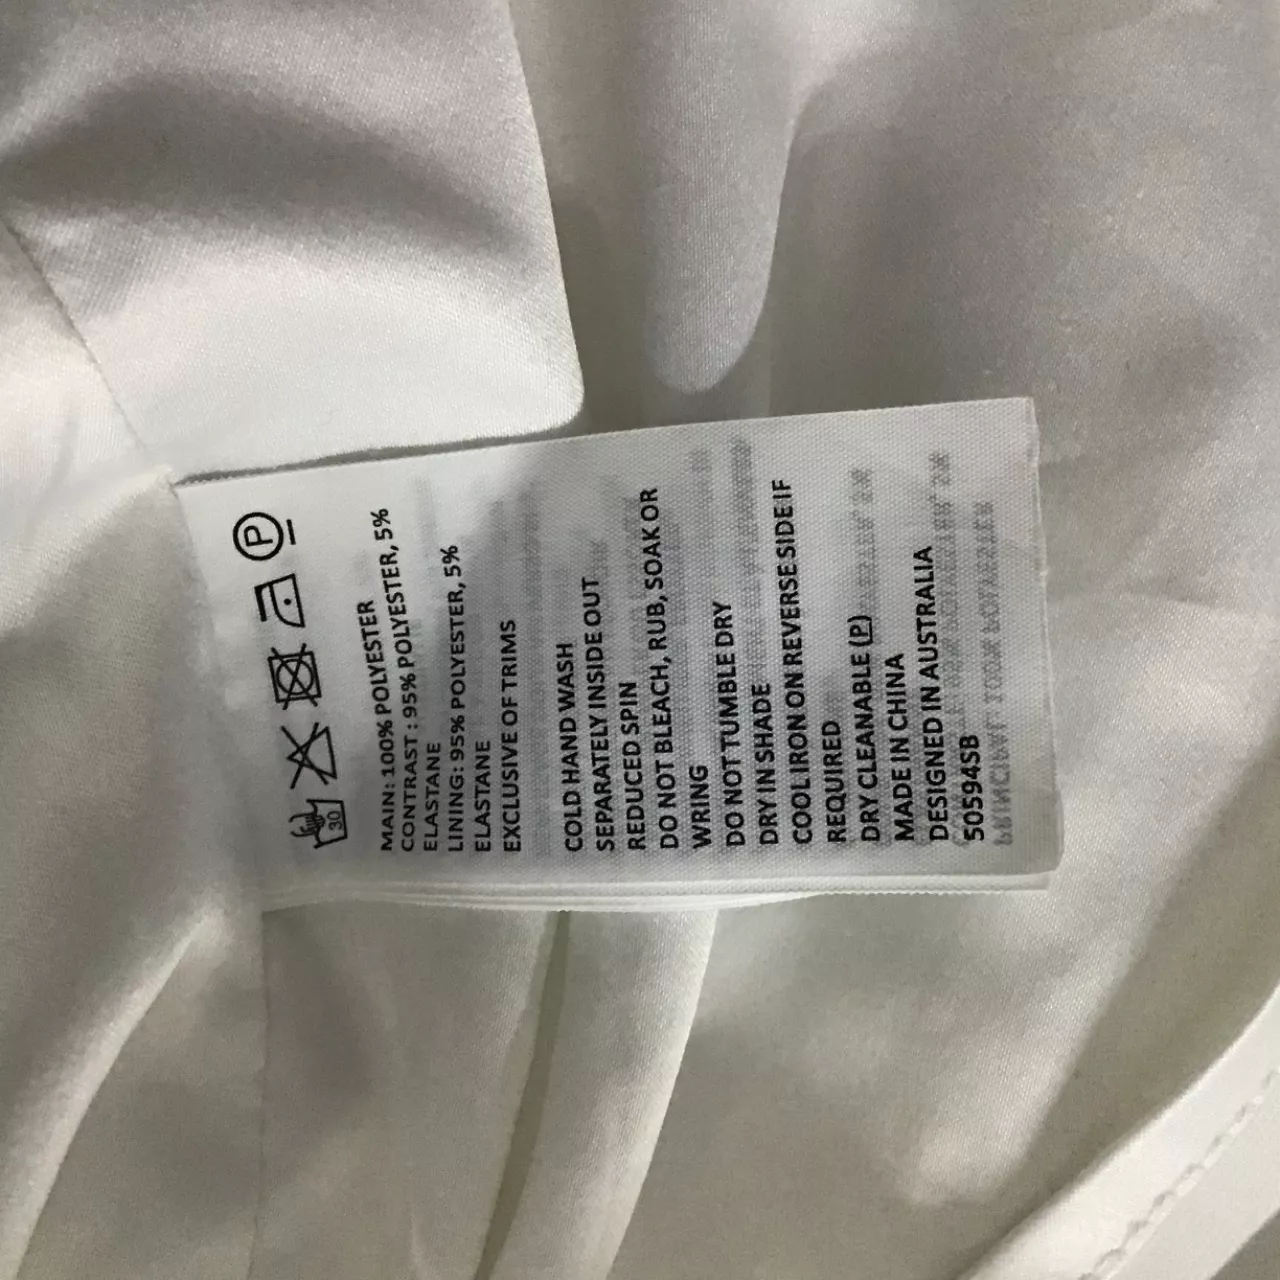 30 P
MAIN: 100% POLYESTER
CONTRAST : 95% POLYESTER, 5%
ELASTANE
LINING: 95% POLYESTER, 5%
ELASTANE
EXCLUSIVE OF TRIMS
COLD HAND WASH
SEPARATELY INSIDE OUT
REDUCED SPIN
DO NOT BLEACH, RUB, SOAK OR
WRING
DO NOT TUMBLE DRY
DRY IN SHADE
COOL IRON ON REVERSE SIDE IF
REQUIRED
DRY CLEANABLE (P)
MADE IN CHINA
DESIGNED IN AUSTRALIA
50594SB